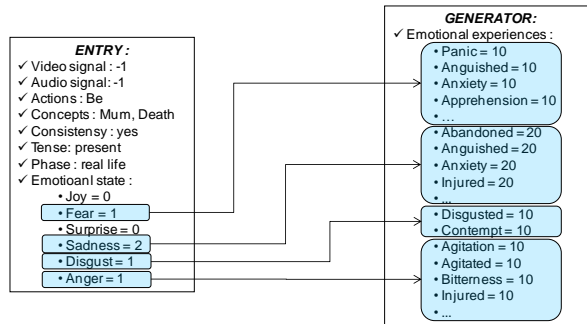 ENTRY :
✓ Video signal : -1
✓ Audio signal: -1
✓ Actions : Be
✓ Concepts : Mum, Death
✓ Consistensy : yes
✓ Tense: present
✓ Phase : real life
✓ Emotioanl state :
• Joy = 0
• Fear = 1
• Surprise = 0
• Sadness = 2
• Disgust = 1
• Anger = 1
GENERATOR:
✓ Emotional experiences :
• Panic = 10
• Anguished = 10
• Anxiety = 10
• Apprehension = 10
• ...
• Abandoned = 20
• Anguished = 20
• Anxiety = 20
• Injured = 20
• ...
• Disgusted = 10
• Contempt = 10
• Agitation = 10
• Agitated = 10
• Bitterness = 10
• Injured = 10
• ...